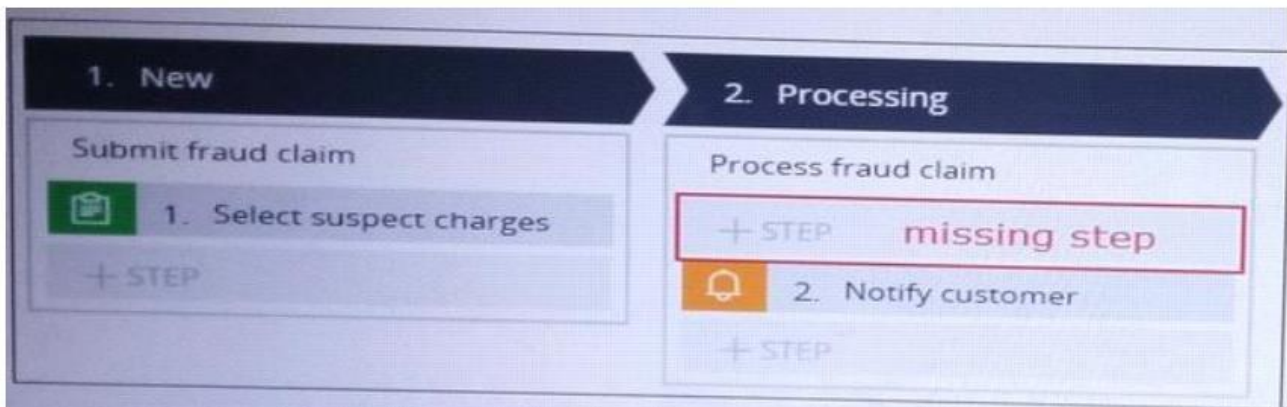 1. New
Submit fraud claim
1. Select suspect charges
+ STEP
2. Processing
Process fraud claim
+ STEP missing step
2. Notify customer
+ STEP